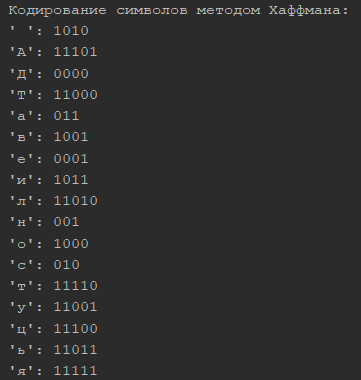 Кодирование символов методом Хаффмана:
' ': 1010
'А': 11101
'Д': 0000
'Т': 11000
'а': 011
'в': 1001
'е': 0001
'и': 1011
'л': 11010
'н': 001
'о': 1000
'с': 010
'т': 11110
'у': 11001
'ц': 11100
'ь': 11011
'я': 11111